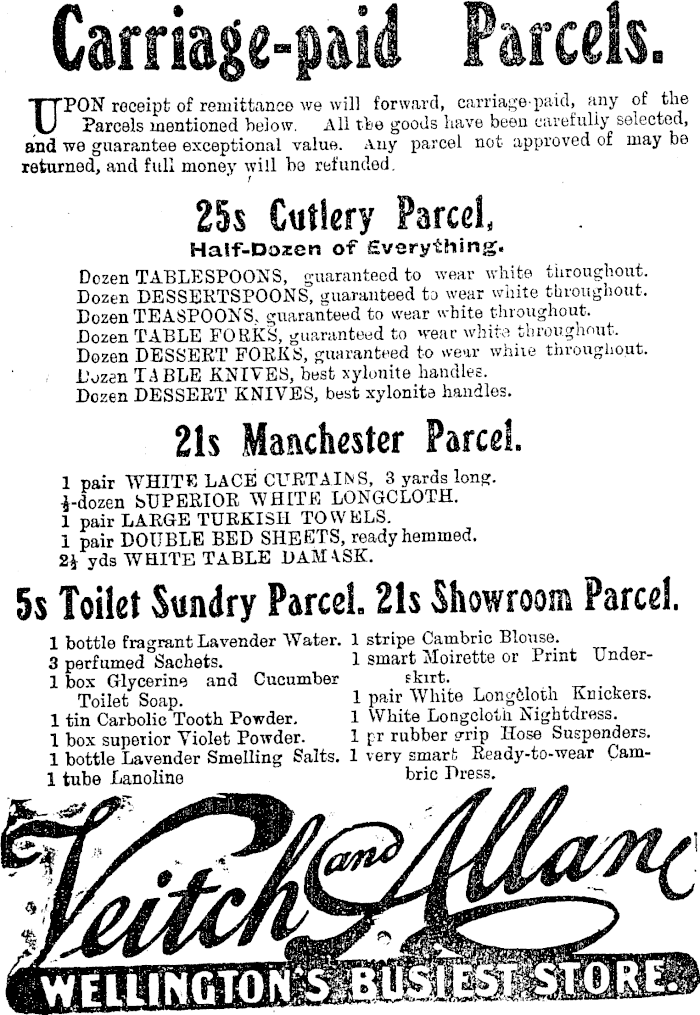 Carriage-paid Parcels.
UPON receipt of remittance we will forward, carriage-paid, any of the
Parcels mentioned below. All the goods have been carefully selected,
and we guarantee exceptional value. Any parcel not approved of may be
returned, and full money will be refunded.
25s Cutlery Parcel,
Half-Dozen of Everything.
Dozen TABLESPOONS, guaranteed to wear white throughout.
Dozen DESSERTSPOONS, guaranteed to wear white throughout.
Dozen TEASPOONS, guaranteed to wear white throughout.
Dozen TABLE FORKS, guaranteed to wear white throughout.
Dozen DESSERT FORKS, guaranteed to wear white throughout.
Dozen TABLE KNIVES, best xylonite handles.
Dozen DESSERT KNIVES, best xylonite handles.
21s Manchester Parcel.
1 pair WHITE LACE CURTAINS, 3 yards long.
½-dozen SUPERIOR WHITE LONGCLOTH.
1 pair LARGE TURKISH TOWELS.
1 pair DOUBLE BED SHEETS, ready hemmed.
2½ yds WHITE TABLE DAMASK.
5s Toilet Sundry Parcel.
1 bottle fragrant Lavender Water.
3 perfumed Sachets.
1 box Glycerine and Cucumber
Toilet Soap.
1 tin Carbolic Tooth Powder.
1 box superior Violet Powder.
1 bottle Lavender Smelling Salts.
1 tube Lanoline
21s Showroom Parcel.
1 stripe Cambric Blouse.
1 smart Moirette or Print Under-
skirt.
1 pair White Longcloth Knickers.
1 White Longcloth Nightdress.
1 pr rubber grip Hose Suspenders.
1 very smart Ready-to-wear Cam-
bric Dress.
Veitch and Allan
WELLINGTON'S BUSIEST STORE.